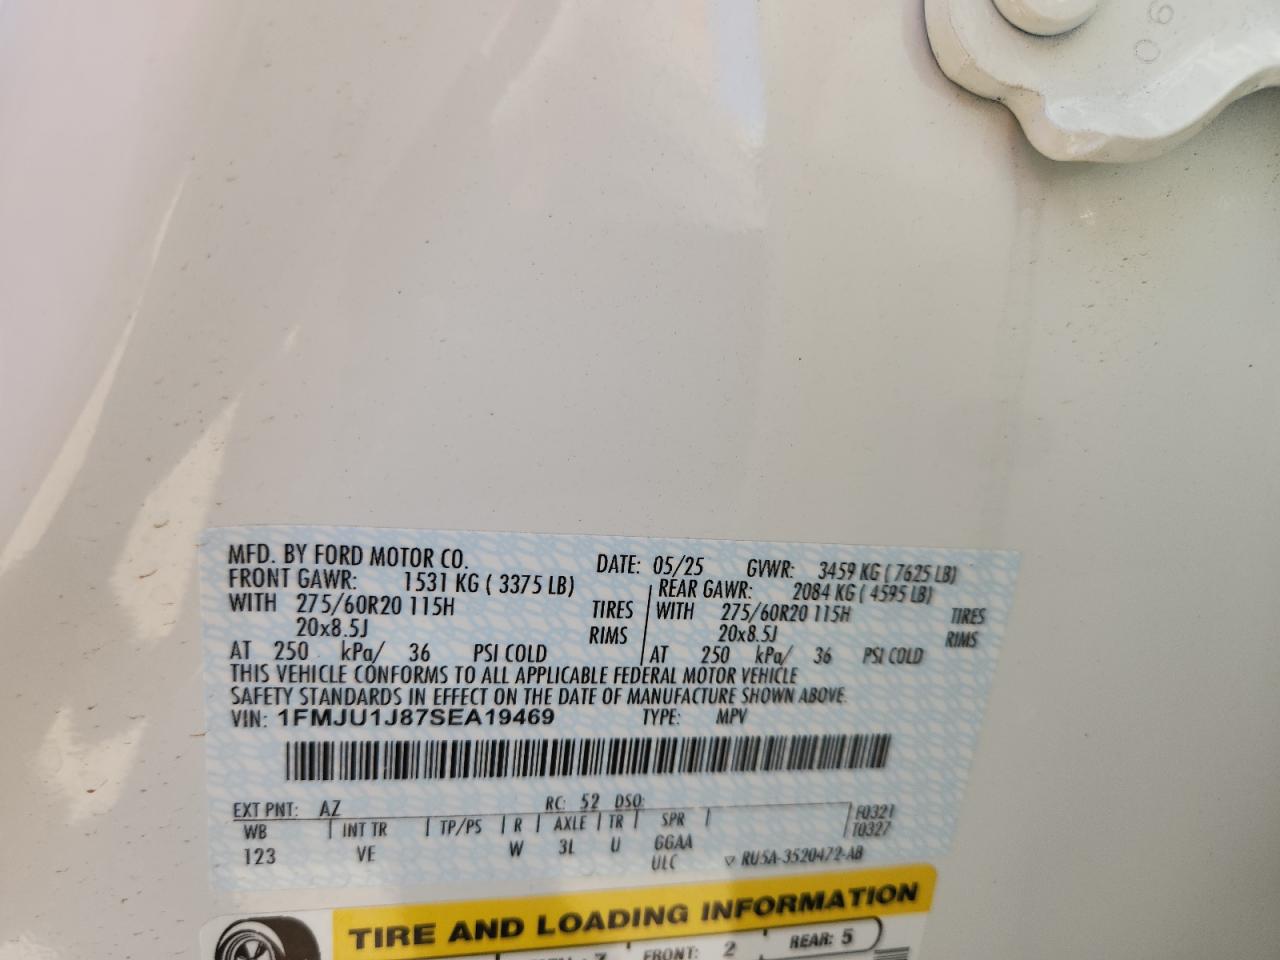 60
MFD. BY FORD MOTOR CO. DATE: 05/25 GVWR: 3459 KG ( 7625 LB)
FRONT GAWR: 1531 KG ( 3375 LB) REAR GAWR: 2084 KG ( 4595 LB)
WITH 275/60R20 115H TIRES WITH 275/60R20 115H TIRES
20x8.5J RIMS 20x8.5J RIMS
AT 250 kPa/ 36 PSI COLD AT 250 kPa/ 36 PSI COLD
THIS VEHICLE CONFORMS TO ALL APPLICABLE FEDERAL MOTOR VEHICLE
SAFETY STANDARDS IN EFFECT ON THE DATE OF MANUFACTURE SHOWN ABOVE.
VIN: 1FMJU1J87SEA19469 TYPE: MPV
EXT PNT: AZ RC: 52 DSO: F0321
WB INT TR TP/PS R AXLE TR SPR T0327
123 VE W 3L U GGAA
ULC ▽ RU5A-3520472-AB
TIRE AND LOADING INFORMATION
7 FRONT: 2 REAR: 5